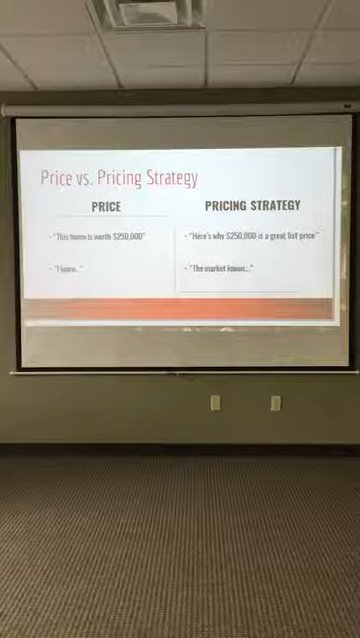 Price vs. Pricing Strategy
PRICE
PRICING STRATEGY
- "This home is worth $250,000"
- "Here's why $250,000 is a great list price"
- "I know..."
- "The market knows..."